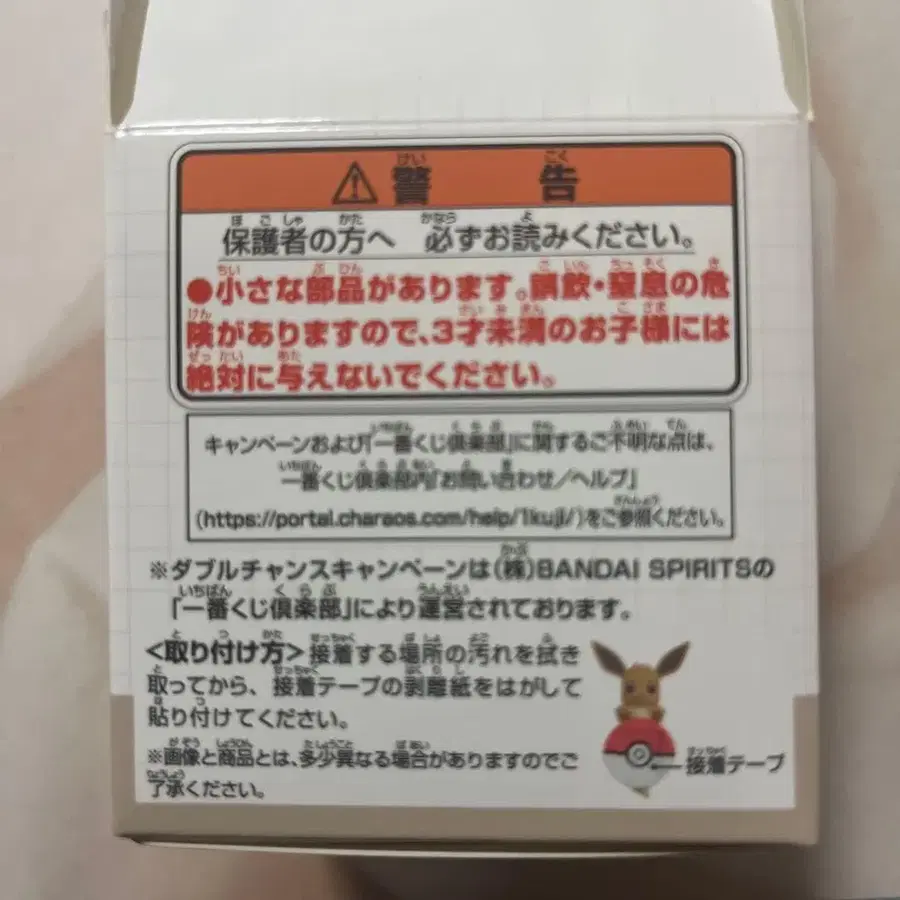 ⚠警告
保護者の方へ 必ずお読みください。
●小さな部品があります。誤飲・窒息の危
険がありますので、3才未満のお子様には
絶対に与えないでください。
キャンペーンおよび「一番くじ倶楽部」に関するご不明な点は、
一番くじ倶楽部内「お問い合わせ/ヘルプ」
(https://portal.charaos.com/help/1kuji/)をご参照ください。
※ダブルチャンスキャンペーンは(株)BANDAI SPIRITSの
「一番くじ倶楽部」により運営されております。
<取り付け方>接着する場所の汚れを拭き
取ってから、接着テープの剥離紙をはがして
貼り付けてください。
※画像と商品とは、多少異なる場合がありますのでご
了承ください。
接着テープ